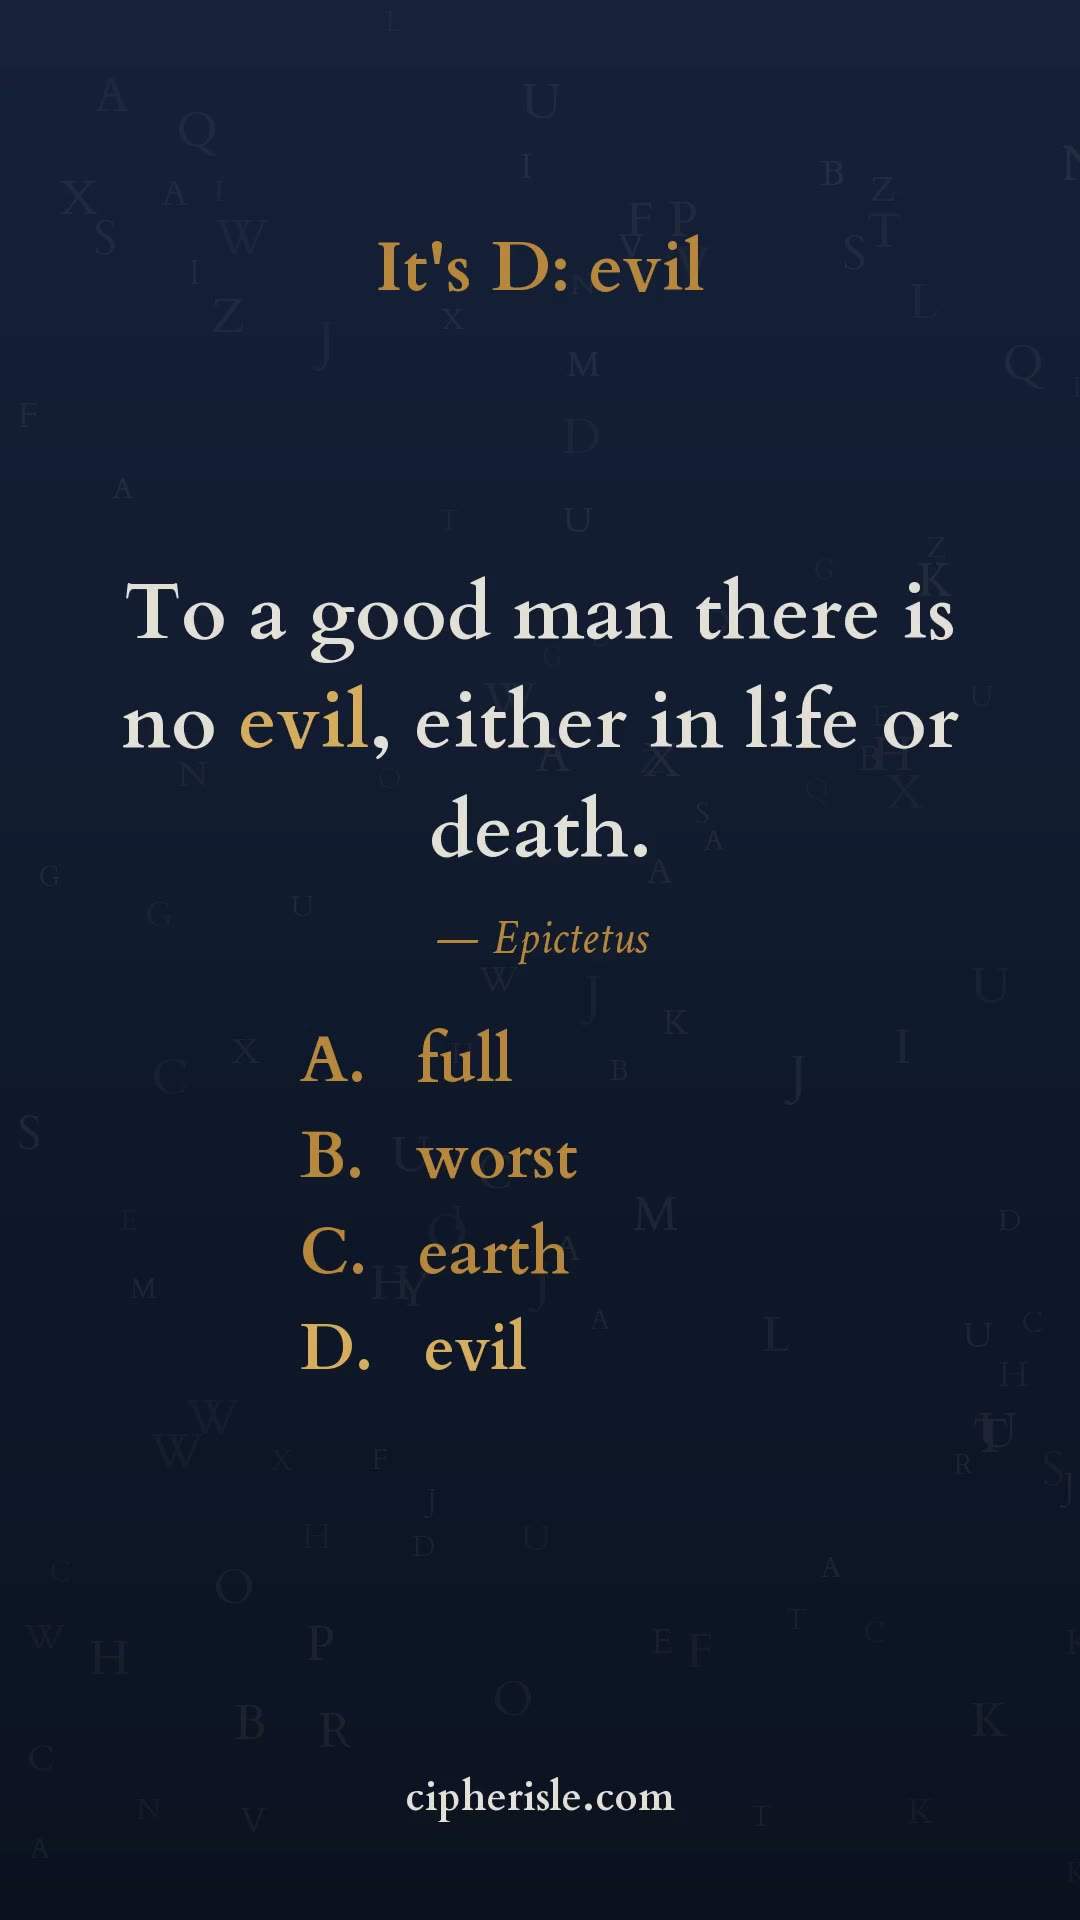 It's D: evil
To a good man there is
no evil, either in life or
death.
— Epictetus
A. full
B. worst
C. earth
D. evil
cipherisle.com